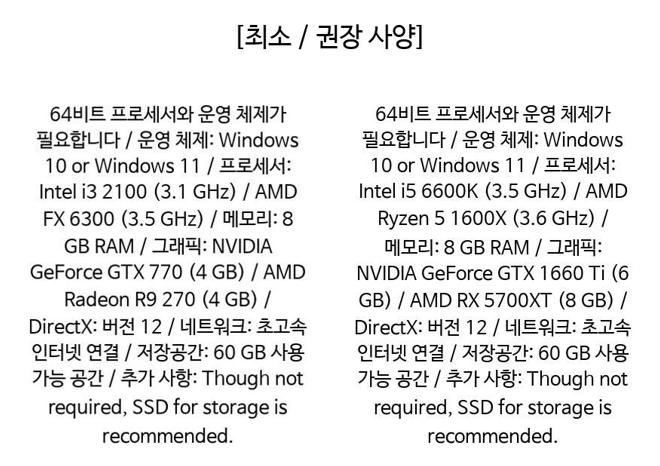 [최소 / 권장 사양]
64비트 프로세서와 운영 체제가
필요합니다 / 운영 체제: Windows
10 or Windows 11 / 프로세서:
Intel i3 2100 (3.1 GHz) / AMD
FX 6300 (3.5 GHz) / 메모리: 8
GB RAM / 그래픽: NVIDIA
GeForce GTX 770 (4 GB) / AMD
Radeon R9 270 (4 GB) /
DirectX: 버전 12 / 네트워크: 초고속
인터넷 연결 / 저장공간: 60 GB 사용
가능 공간 / 추가 사항: Though not
required, SSD for storage is
recommended.
64비트 프로세서와 운영 체제가
필요합니다 / 운영 체제: Windows
10 or Windows 11 / 프로세서:
Intel i5 6600K (3.5 GHz) / AMD
Ryzen 5 1600X (3.6 GHz) /
메모리: 8 GB RAM / 그래픽:
NVIDIA GeForce GTX 1660 Ti (6
GB) / AMD RX 5700XT (8 GB) /
DirectX: 버전 12 / 네트워크: 초고속
인터넷 연결 / 저장공간: 60 GB 사용
가능 공간 / 추가 사항: Though not
required, SSD for storage is
recommended.